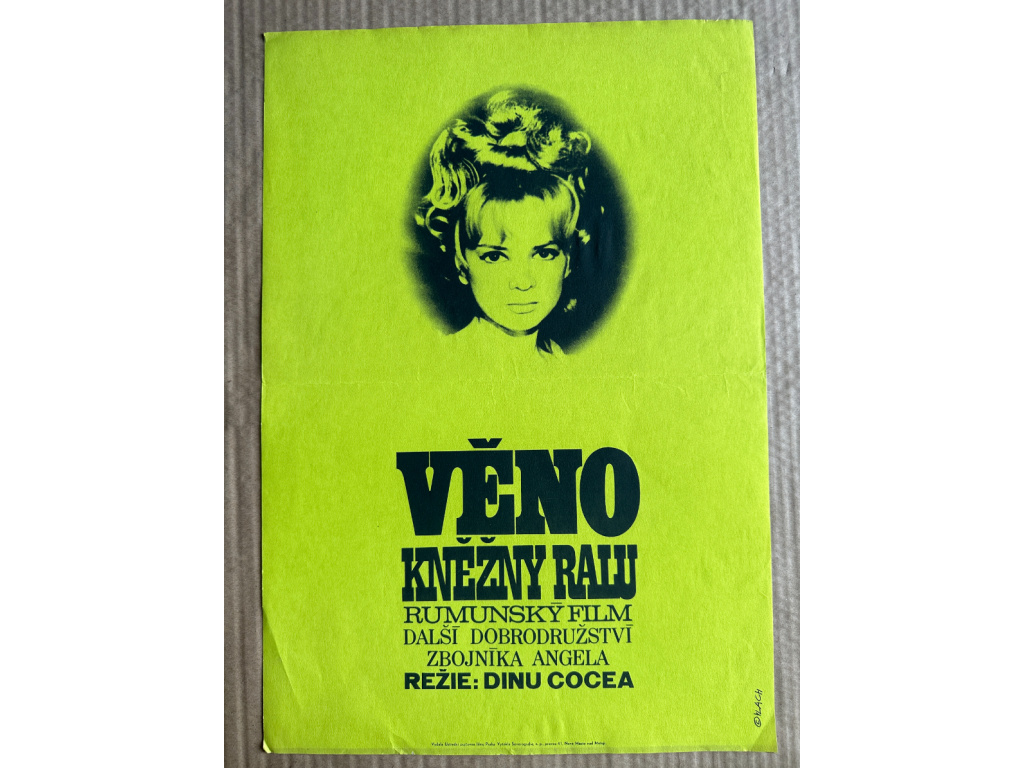 VĚNO
KNĚŽNY RALU
RUMUNSKÝ FILM
DALŠÍ DOBRODRUŽSTVÍ
ZBOJNÍKA ANGELA
REŽIE: DINU COCEA